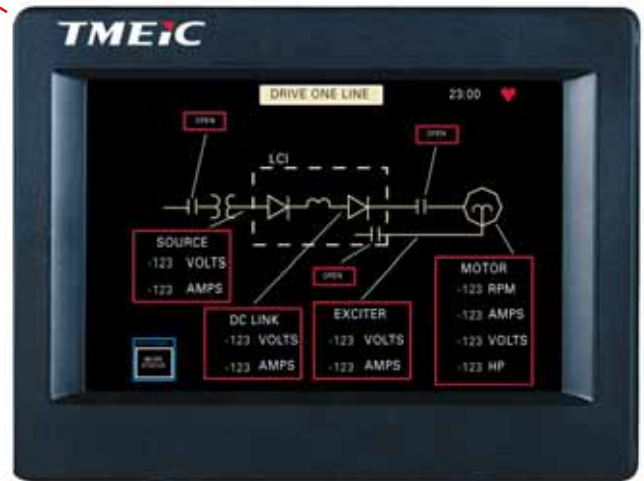 TMEiC
DRIVE ONE LINE
23:00
OPEN
OPEN
LCI
SOURCE
-123 VOLTS
-123 AMPS
OPEN
DC LINK
-123 VOLTS
-123 AMPS
EXCITER
-123 VOLTS
-123 AMPS
MOTOR
-123 RPM
-123 AMPS
-123 VOLTS
-123 HP